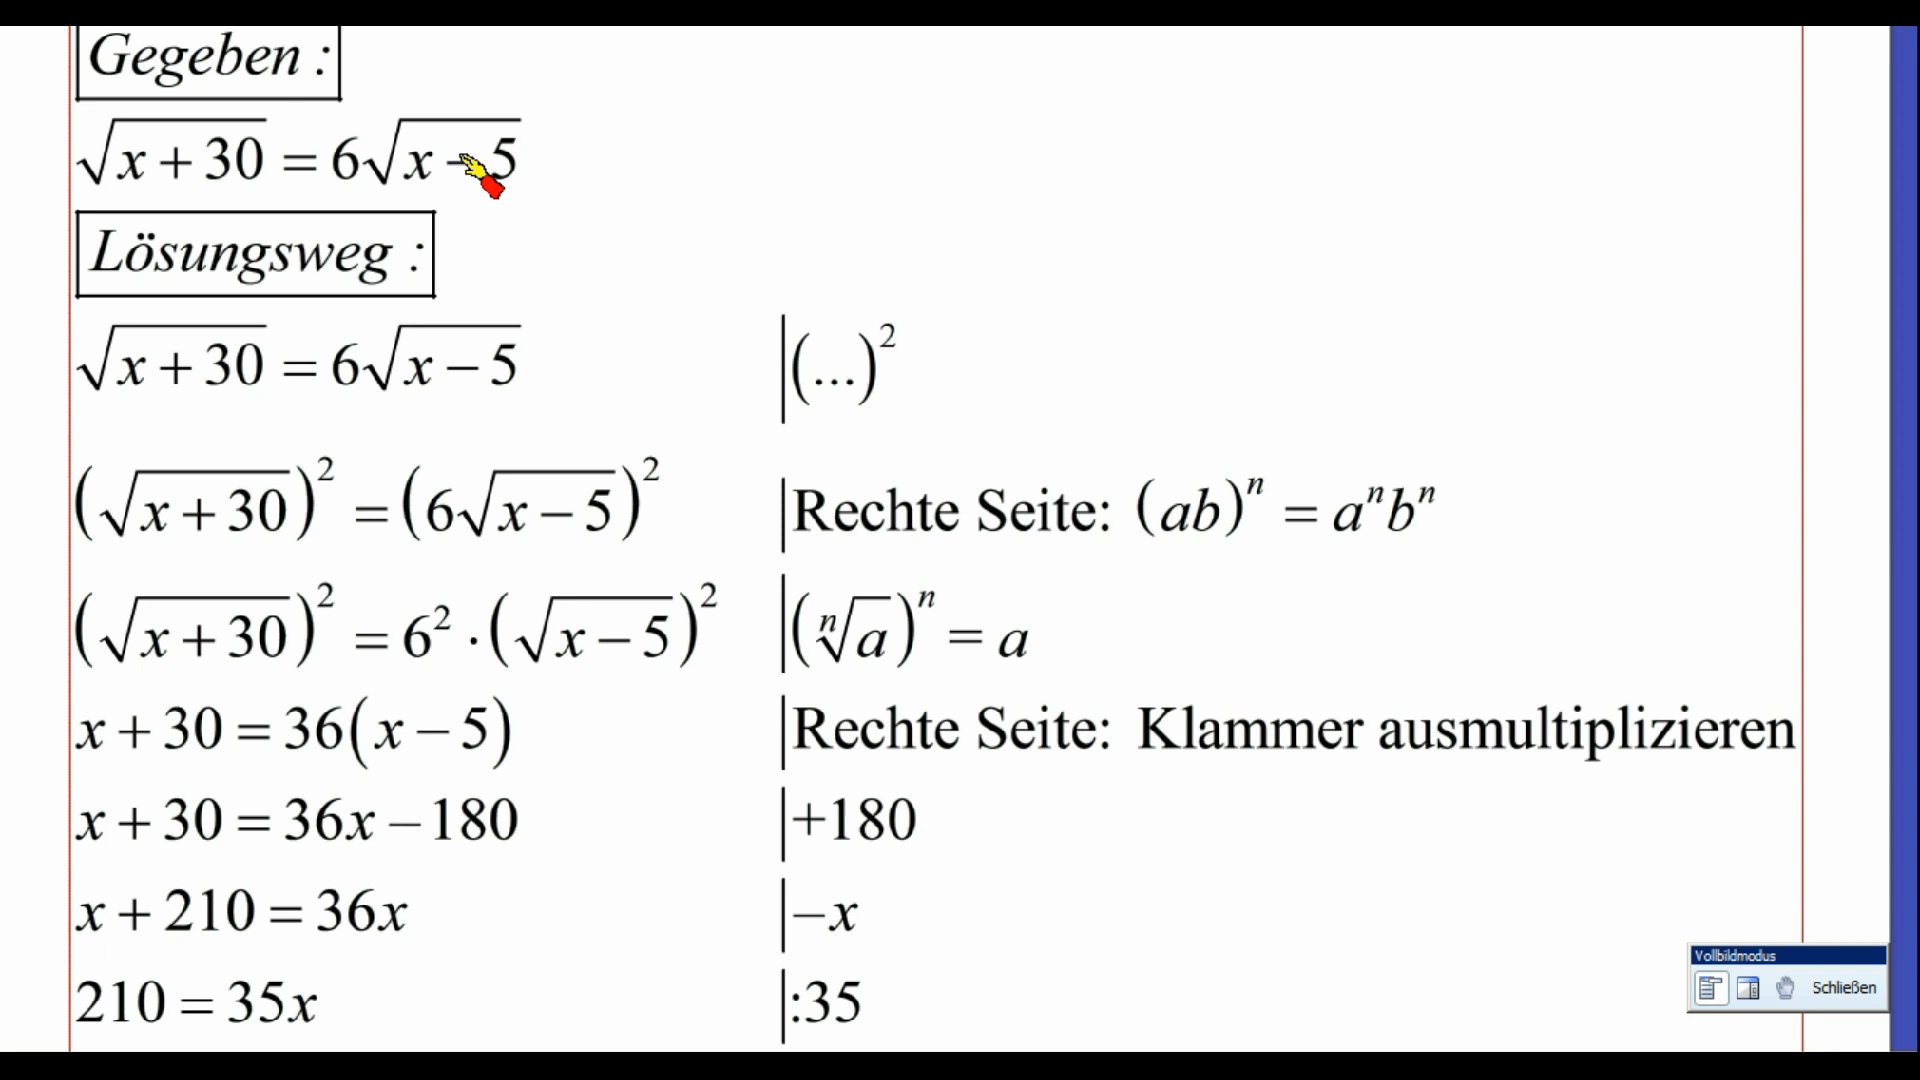 Gegeben :
√(x + 30) = 6√(x − 5)
Lösungsweg :
√(x + 30) = 6√(x − 5) |(...)²
(√(x + 30))² = (6√(x − 5))² |Rechte Seite: (ab)ⁿ = aⁿbⁿ
(√(x + 30))² = 6² · (√(x − 5))² |(ⁿ√a)ⁿ = a
x + 30 = 36(x − 5) |Rechte Seite: Klammer ausmultiplizieren
x + 30 = 36x − 180 |+180
x + 210 = 36x |−x
210 = 35x |:35
Vollbildmodus
Schließen